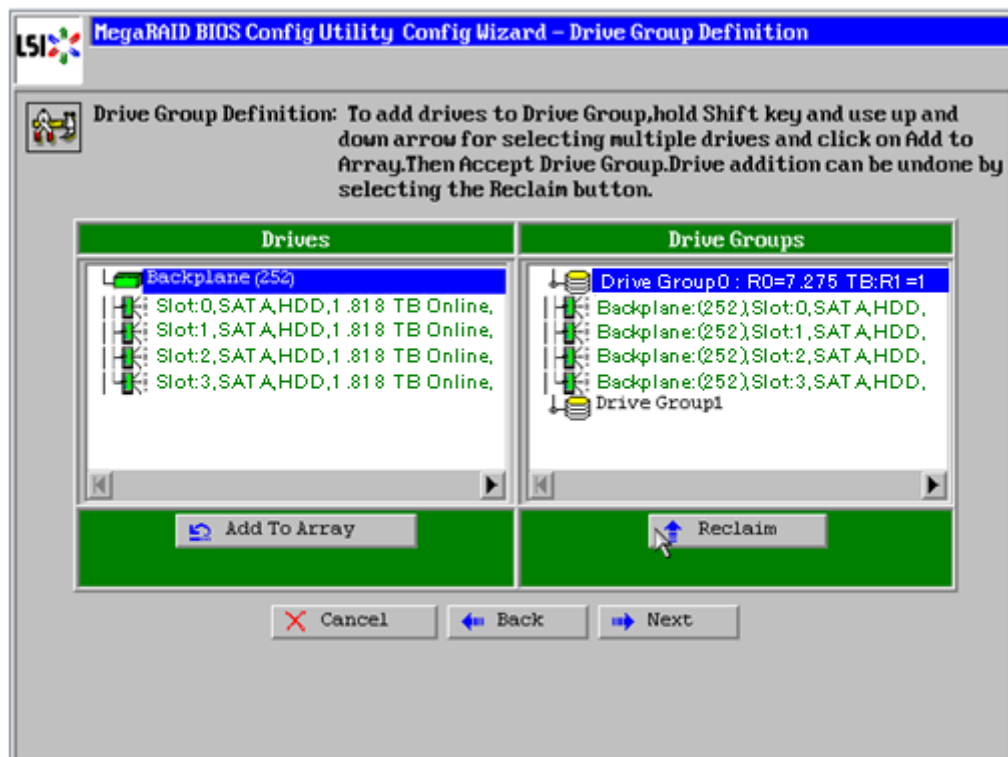 LSI
MegaRAID BIOS Config Utility Config Wizard – Drive Group Definition
Drive Group Definition: To add drives to Drive Group,hold Shift key and use up and
down arrow for selecting multiple drives and click on Add to
Array.Then Accept Drive Group.Drive addition can be undone by
selecting the Reclaim button.
Drives
Backplane (252)
Slot:0,SATA,HDD,1.818 TB Online,
Slot:1,SATA,HDD,1.818 TB Online,
Slot:2,SATA,HDD,1.818 TB Online,
Slot:3,SATA,HDD,1.818 TB Online,
Add To Array
Drive Groups
Drive Group0 : R0=7.275 TB:R1=1
Backplane:(252),Slot:0,SATA,HDD,
Backplane:(252),Slot:1,SATA,HDD,
Backplane:(252),Slot:2,SATA,HDD,
Backplane:(252),Slot:3,SATA,HDD,
Drive Group1
Reclaim
Cancel
Back
Next